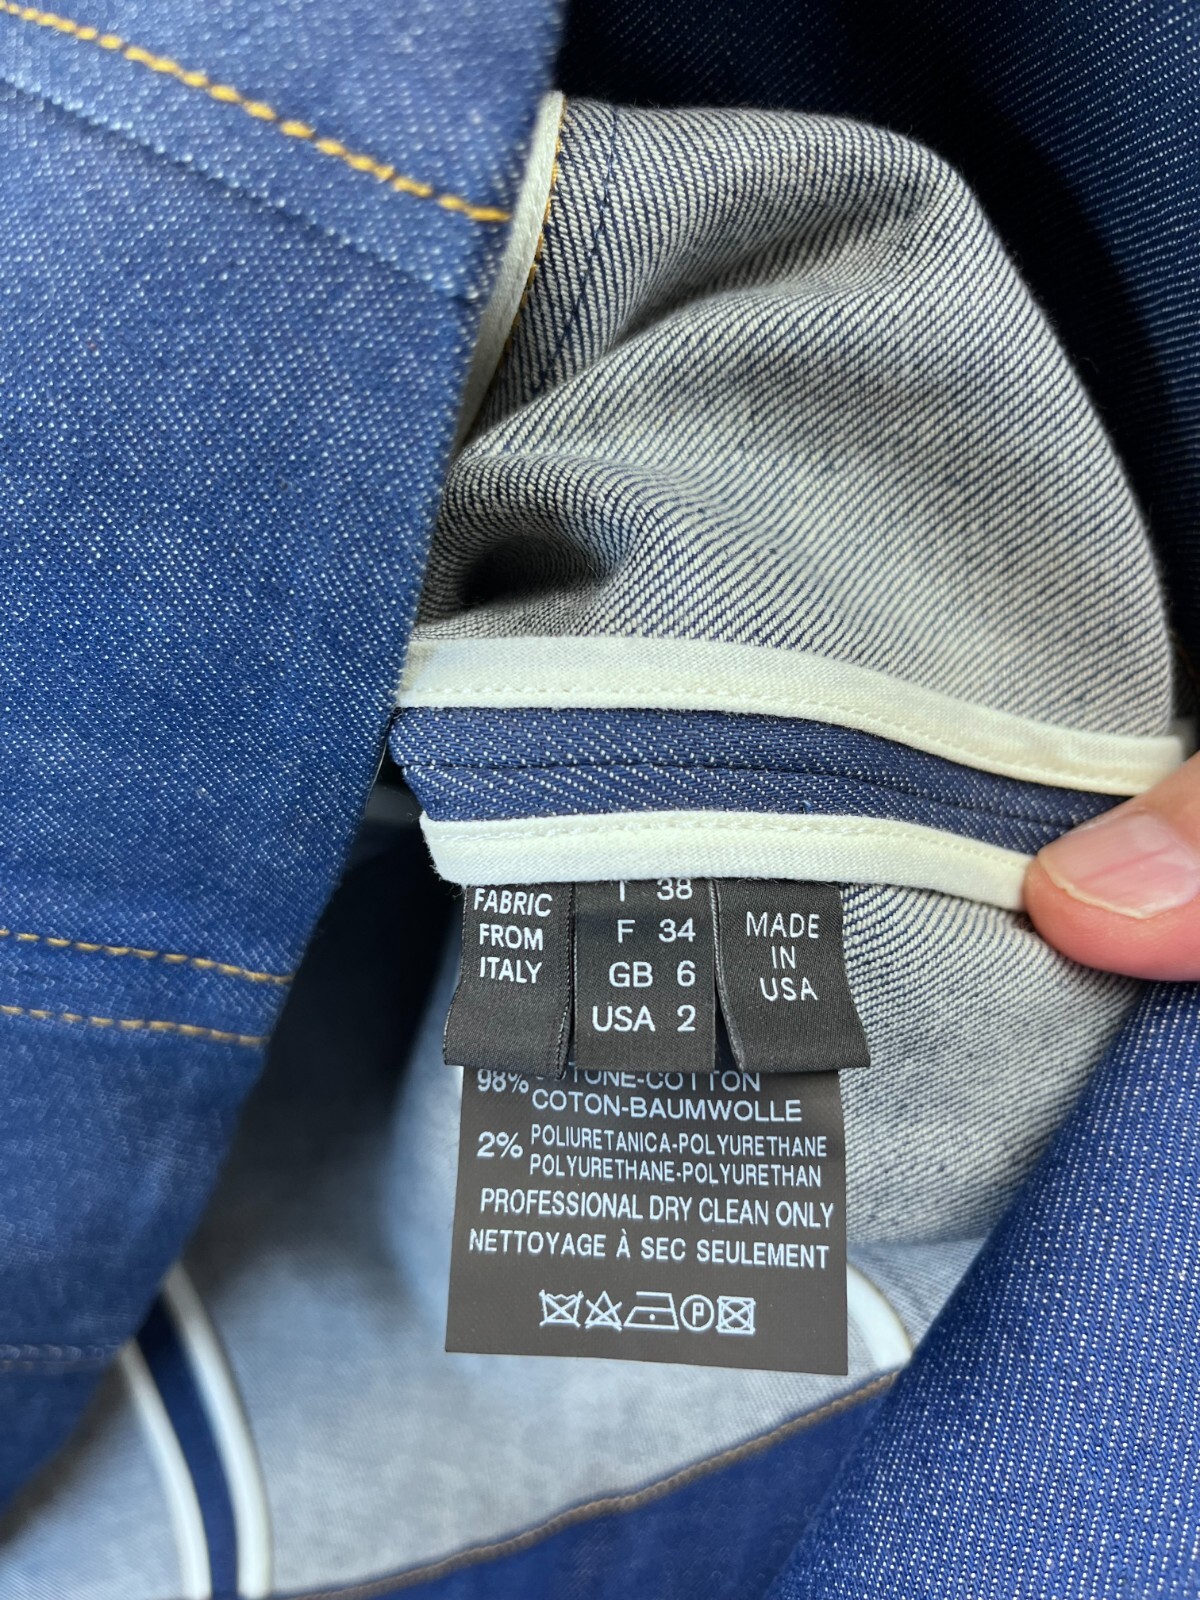 FABRIC
FROM
ITALY
I 38
F 34
GB 6
USA 2
MADE
IN
USA
98% COTTON
COTON-BAUMWOLLE
2% POLIURETANICA-POLYURETHANE
POLYURETHANE-POLYURETHAN
PROFESSIONAL DRY CLEAN ONLY
NETTOYAGE À SEC SEULEMENT
P